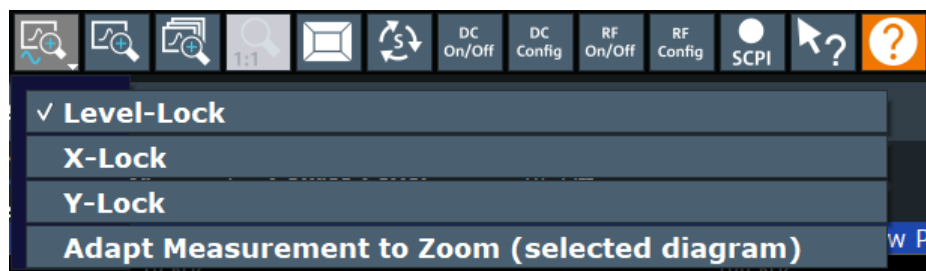 1:1
S
DC On/Off
DC Config
RF On/Off
RF Config
SCPI
?
?
✓ Level-Lock
X-Lock
Y-Lock
Adapt Measurement to Zoom (selected diagram)
w P